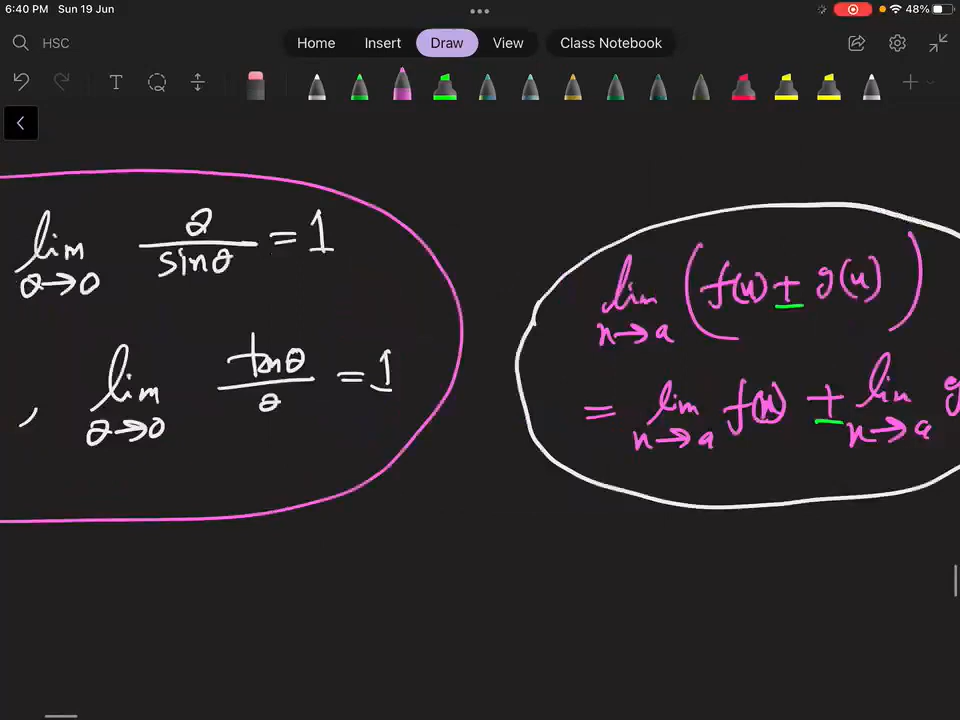 6:40 PM Sun 19 Jun
48%
HSC
Home Insert Draw View Class Notebook
T
lim θ→0 θ/sinθ = 1
, lim θ→0 tanθ/θ = 1
lim x→a (f(x) ± g(x))
= lim x→a f(x) ± lim x→a g